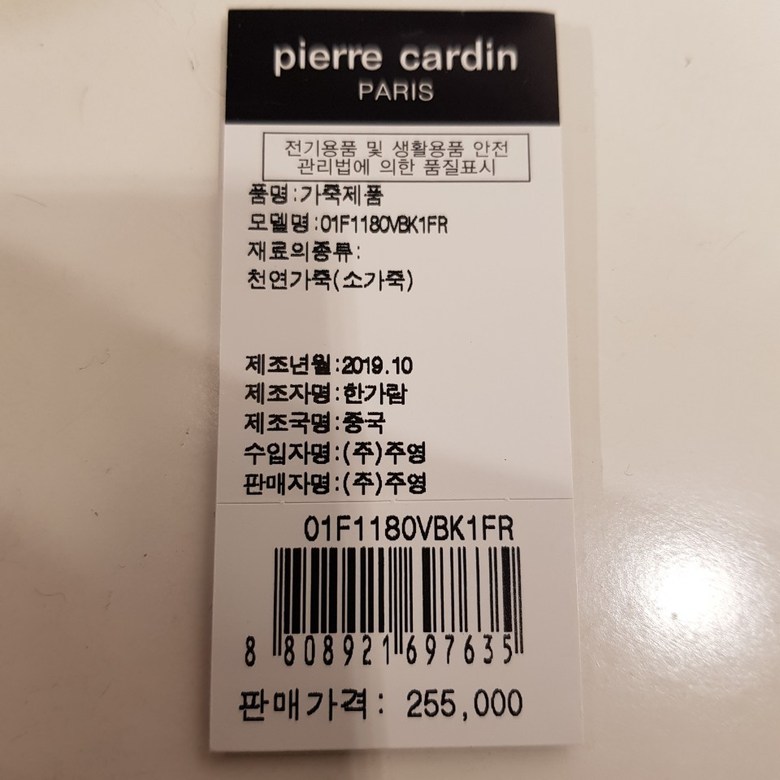 pierre cardin
PARIS
전기용품 및 생활용품 안전
관리법에 의한 품질표시
품명:가죽제품
모델명:01F1180VBK1FR
재료의종류:
천연가죽(소가죽)
제조년월:2019.10
제조자명:한가람
제조국명:중국
수입자명:(주)주영
판매자명:(주)주영
01F1180VBK1FR
8 808921 697635
판매가격: 255,000